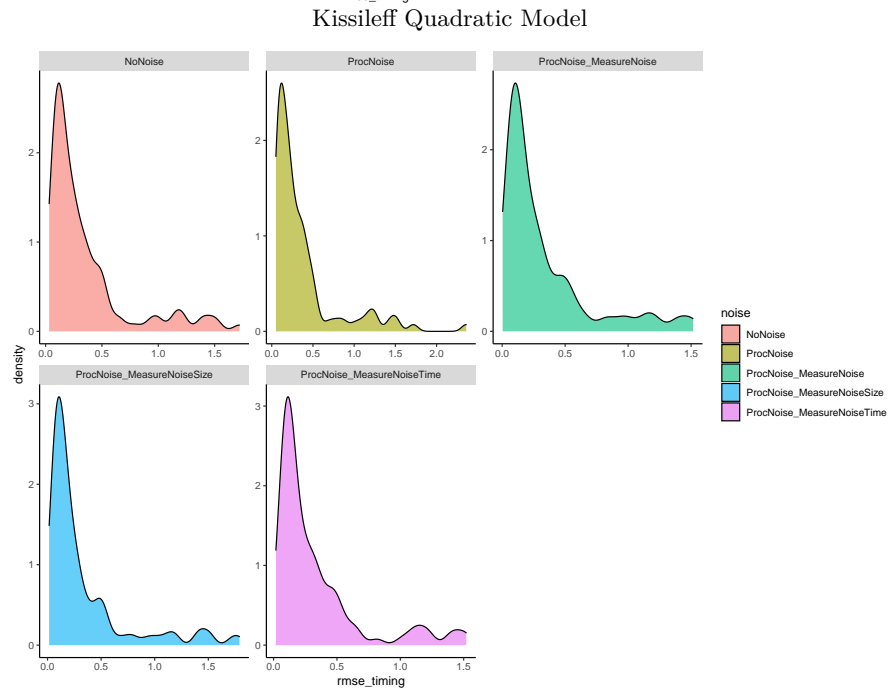 Kissileff Quadratic Model
NoNoise
ProcNoise
ProcNoise_MeasureNoise
2
1
0
0.0 0.5 1.0 1.5
2
1
0
0.0 0.5 1.0 1.5 2.0
2
1
0
0.0 0.5 1.0 1.5
density
ProcNoise_MeasureNoiseSize
ProcNoise_MeasureNoiseTime
3
2
1
0
0.0 0.5 1.0 1.5
3
2
1
0
0.0 0.5 1.0 1.5
rmse_timing
noise
NoNoise
ProcNoise
ProcNoise_MeasureNoise
ProcNoise_MeasureNoiseSize
ProcNoise_MeasureNoiseTime